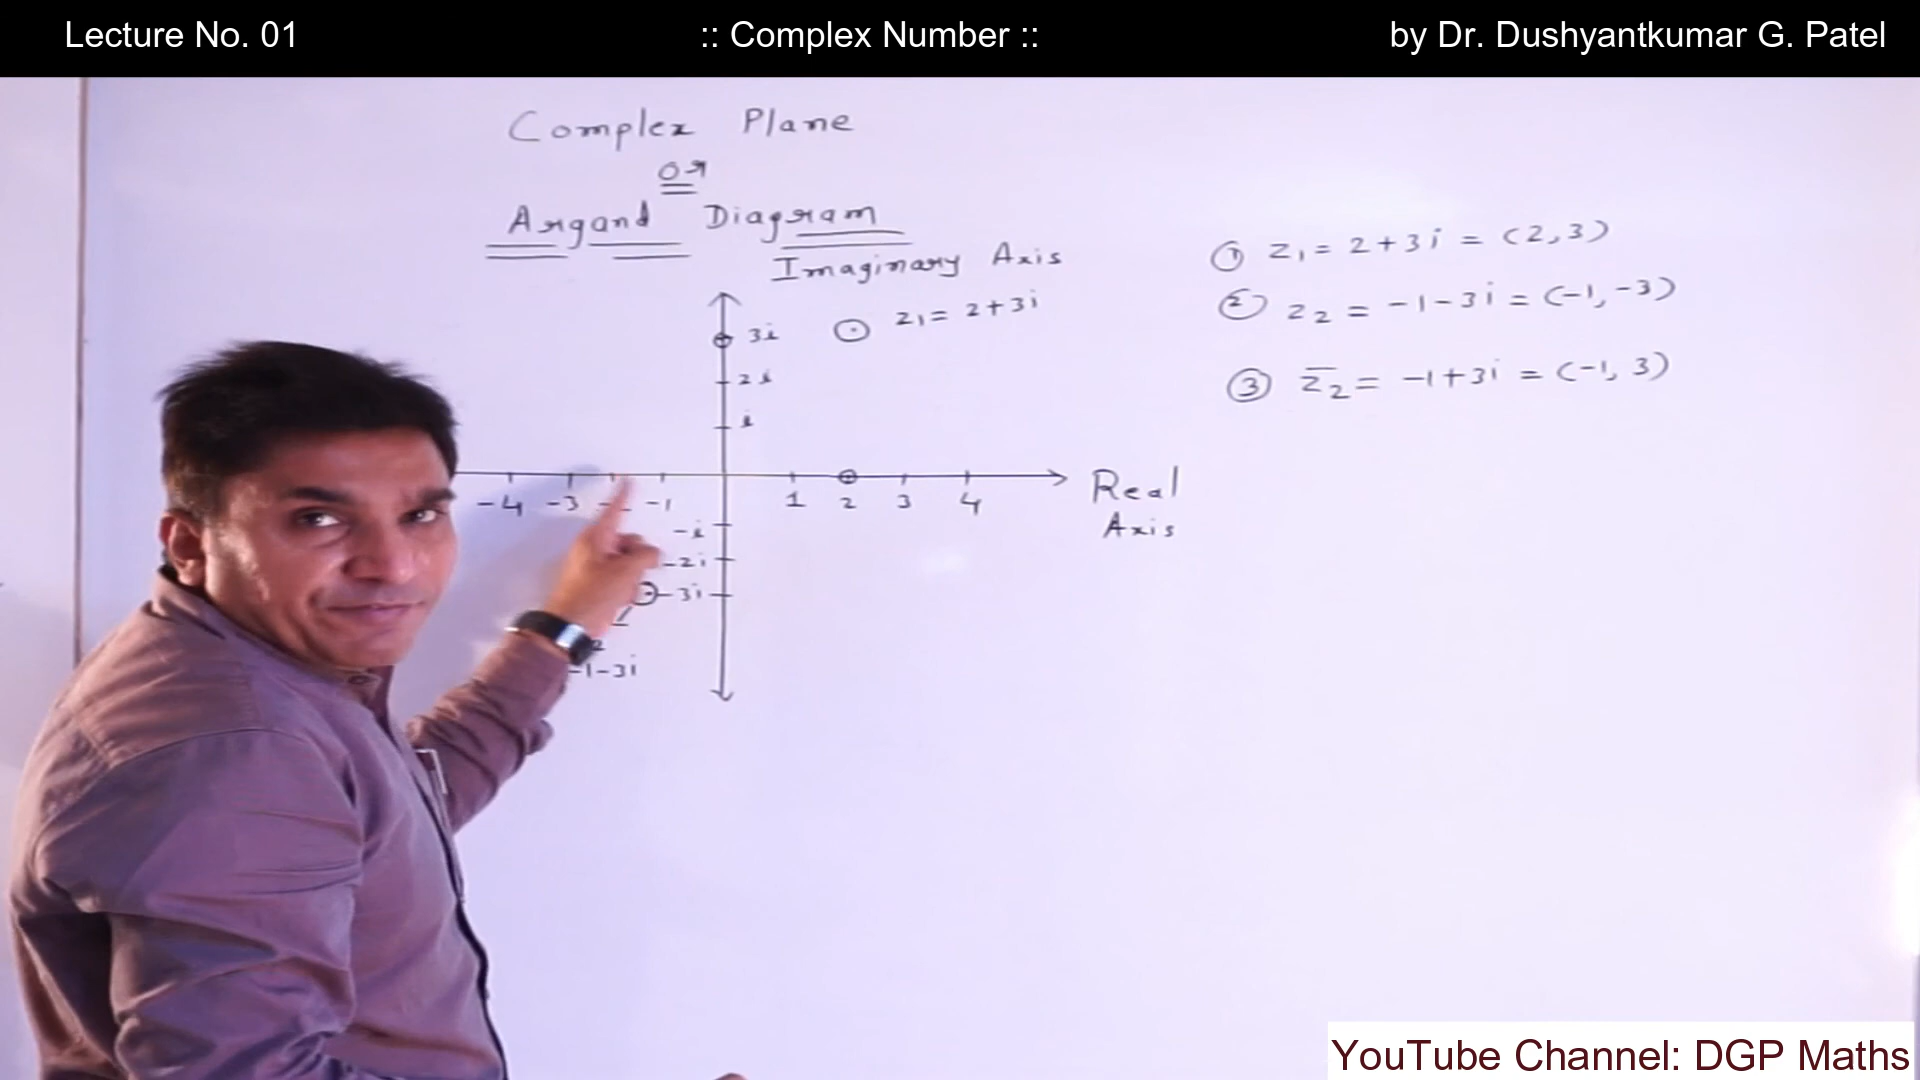 Lecture No. 01 :: Complex Number :: by Dr. Dushyantkumar G. Patel
Complex Plane
or
Argand Diagram
Imaginary Axis
① z₁ = 2+3i = (2,3)
② z₂ = -1-3i = (-1,-3)
③ z̄₂ = -1+3i = (-1, 3)
3i z₁ = 2+3i
2i
i
-4 -3 -1 1 2 3 4 Real
Axis
-i
-2i
-3i
-1-3i
YouTube Channel: DGP Maths